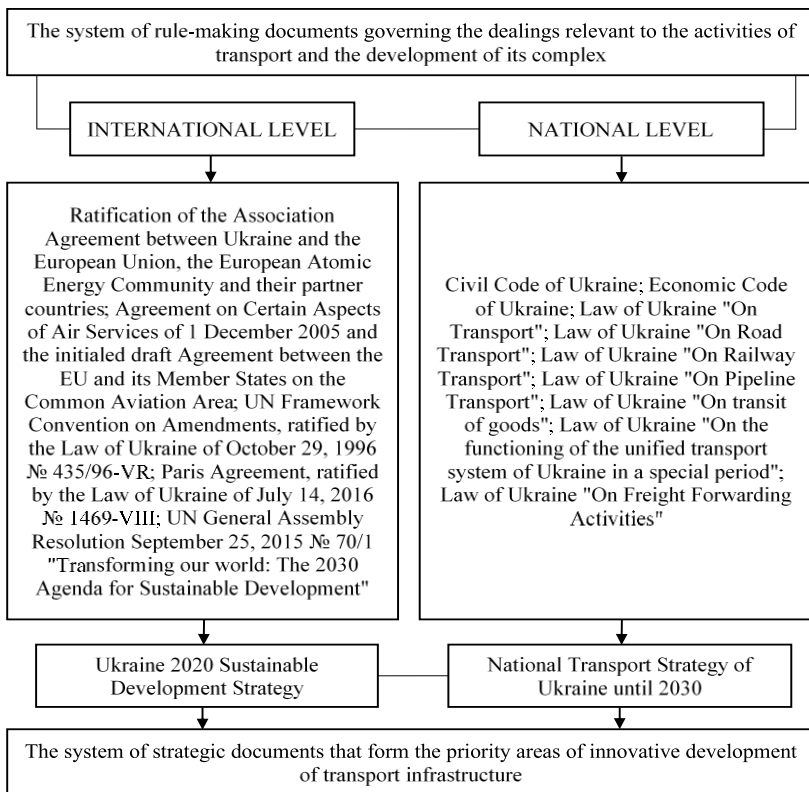 The system of rule-making documents governing the dealings relevant to the activities of
transport and the development of its complex
INTERNATIONAL LEVEL
NATIONAL LEVEL
Ratification of the Association
Agreement between Ukraine and the
European Union, the European Atomic
Energy Community and their partner
countries; Agreement on Certain Aspects
of Air Services of 1 December 2005 and
the initialed draft Agreement between the
EU and its Member States on the
Common Aviation Area; UN Framework
Convention on Amendments, ratified by
the Law of Ukraine of October 29, 1996
№ 435/96-VR; Paris Agreement, ratified
by the Law of Ukraine of July 14, 2016
№ 1469-VIII; UN General Assembly
Resolution September 25, 2015 № 70/1
"Transforming our world: The 2030
Agenda for Sustainable Development"
Civil Code of Ukraine; Economic Code
of Ukraine; Law of Ukraine "On
Transport"; Law of Ukraine "On Road
Transport"; Law of Ukraine "On Railway
Transport"; Law of Ukraine "On Pipeline
Transport"; Law of Ukraine "On transit
of goods"; Law of Ukraine "On the
functioning of the unified transport
system of Ukraine in a special period";
Law of Ukraine "On Freight Forwarding
Activities"
Ukraine 2020 Sustainable
Development Strategy
National Transport Strategy of
Ukraine until 2030
The system of strategic documents that form the priority areas of innovative development
of transport infrastructure